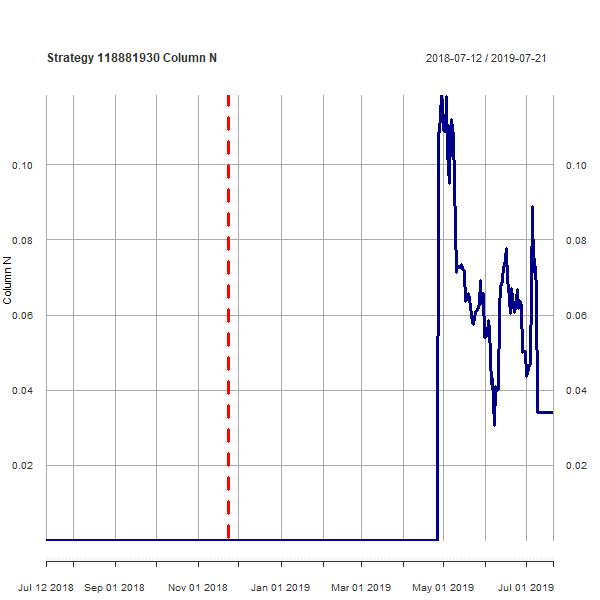 Strategy 118881930 Column N
2018-07-12 / 2019-07-21
0.10 0.10
0.08 0.08
Column N
0.06 0.06
0.04 0.04
0.02 0.02
Jul 12 2018 Sep 01 2018 Nov 01 2018 Jan 01 2019 Mar 01 2019 May 01 2019 Jul 01 2019